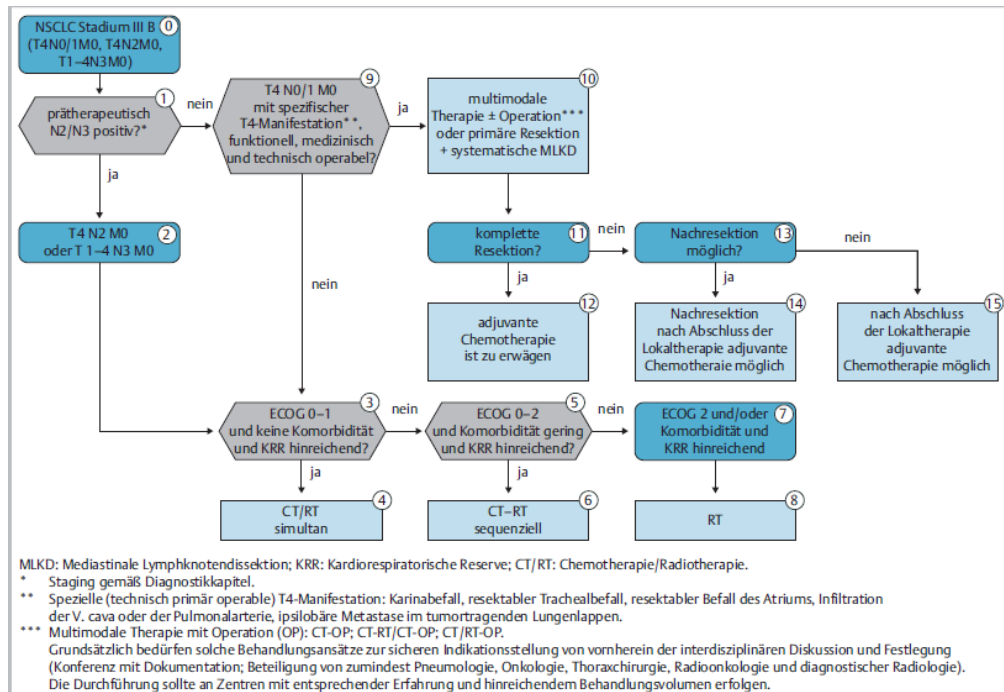 NSCLC Stadium III B
(T4N0/1M0, T4N2M0,
T1–4N3M0)
0
prätherapeutisch
N2/N3 positiv?*
1
nein
ja
T4 N0/1 M0
mit spezifischer
T4-Manifestation**,
funktionell, medizinisch
und technisch operabel?
9
ja
nein
multimodale
Therapie ± Operation***
oder primäre Resektion
+ systematische MLKD
10
T4 N2 M0
oder T 1–4 N3 M0
2
komplette
Resektion?
11
nein
ja
Nachresektion
möglich?
13
nein
ja
adjuvante
Chemotherapie
ist zu erwägen
12
Nachresektion
nach Abschluss der
Lokaltherapie adjuvante
Chemotheraie möglich
14
nach Abschluss
der Lokaltherapie
adjuvante
Chemotherapie möglich
15
ECOG 0–1
und keine Komorbidität
und KRR hinreichend?
3
nein
ja
ECOG 0–2
und Komorbidität gering
und KRR hinreichend?
5
nein
ja
ECOG 2 und/oder
Komorbidität und
KRR hinreichend
7
CT/RT
simultan
4
CT–RT
sequenziell
6
RT
8
MLKD: Mediastinale Lymphknotendissektion; KRR: Kardiorespiratorische Reserve; CT/RT: Chemotherapie/Radiotherapie.
* Staging gemäß Diagnostikkapitel.
** Spezielle (technisch primär operable) T4-Manifestation: Karinabefall, resektabler Trachealbefall, resektabler Befall des Atriums, Infiltration
der V. cava oder der Pulmonalarterie, ipsilobäre Metastase im tumortragenden Lungenlappen.
*** Multimodale Therapie mit Operation (OP): CT-OP; CT-RT/CT-OP; CT/RT-OP.
Grundsätzlich bedürfen solche Behandlungsansätze zur sicheren Indikationsstellung von vornherein der interdisziplinären Diskussion und Festlegung
(Konferenz mit Dokumentation; Beteiligung von zumindest Pneumologie, Onkologie, Thoraxchirurgie, Radioonkologie und diagnostischer Radiologie).
Die Durchführung sollte an Zentren mit entsprechender Erfahrung und hinreichendem Behandlungsvolumen erfolgen.